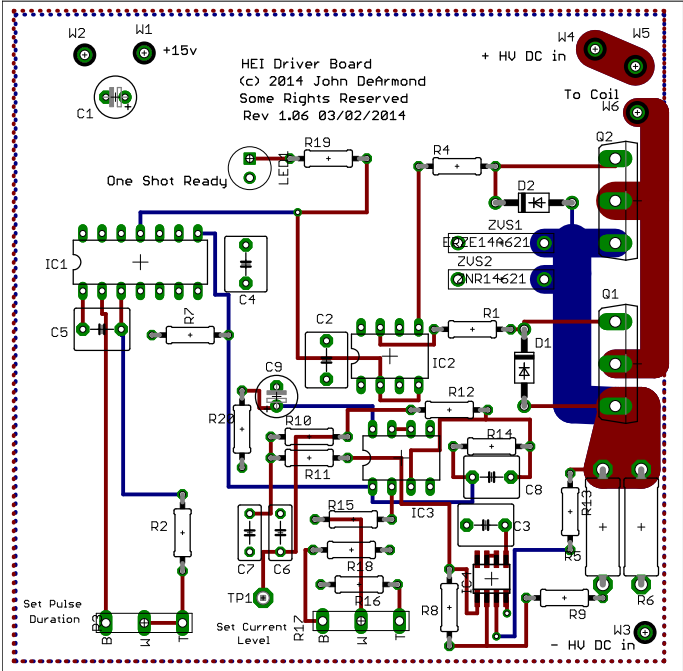 W2
W1
+15v
W4
W5
HEI Driver Board
(c) 2014 John DeArmond
Some Rights Reserved
Rev 1.06 03/02/2014
+ HV DC in
To Coil
W6
C1
+
R19
LED1
Q2
R4
One Shot Ready
D2
ZVS1
ERZE14A621
ZVS2
ZNR14621
IC1
C4
Q1
C5
R7
C2
R1
D1
IC2
C9
R12
R20
R10
R14
R11
C8
R15
IC3
C3
R13
R2
C7
C6
R18
R5
IC4
TP1
R16
R8
R9
R6
Set Pulse
Duration
R3
B
W
T
Set Current
Level
R17
B
W
T
W3
- HV DC in